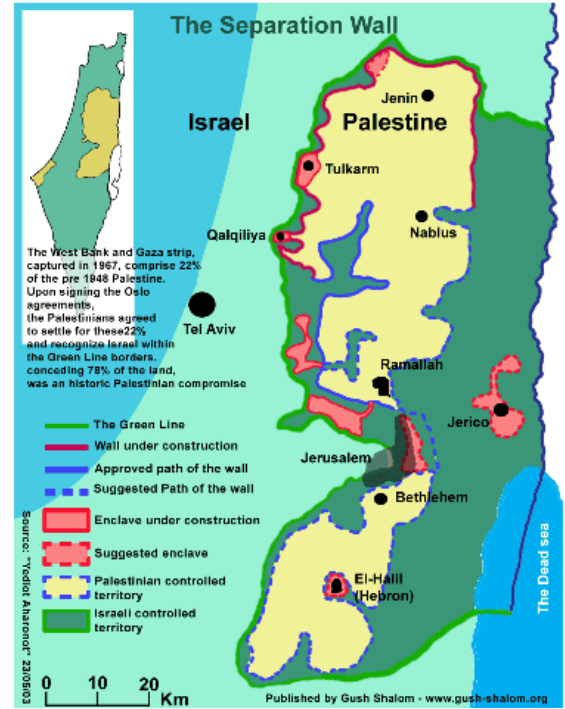 The Separation Wall
Jenin
Israel
Palestine
Tulkarm
Qalqiliya
Nablus
The West Bank and Gaza strip,
captured in 1967, comprise 22%
of the pre 1948 Palestine.
Upon signing the Oslo
agreements,
the Palestinians agreed
to settle for these22%
and recognize Israel within
the Green Line borders.
conceding 78% of the land,
was an historic Palestinian compromise
Tel Aviv
Ramallah
Jerico
Jerusalem
Bethlehem
El-Halil
(Hebron)
The Dead sea
The Green Line
Wall under construction
Approved path of the wall
Suggested Path of the wall
Enclave under construction
Suggested enclave
Palestinian controlled
territory
Israeli controlled
territory
Source: "Yediot Aharonot" 23/05/03
0 10 20
Km
Published by Gush Shalom - www.gush-shalom.org